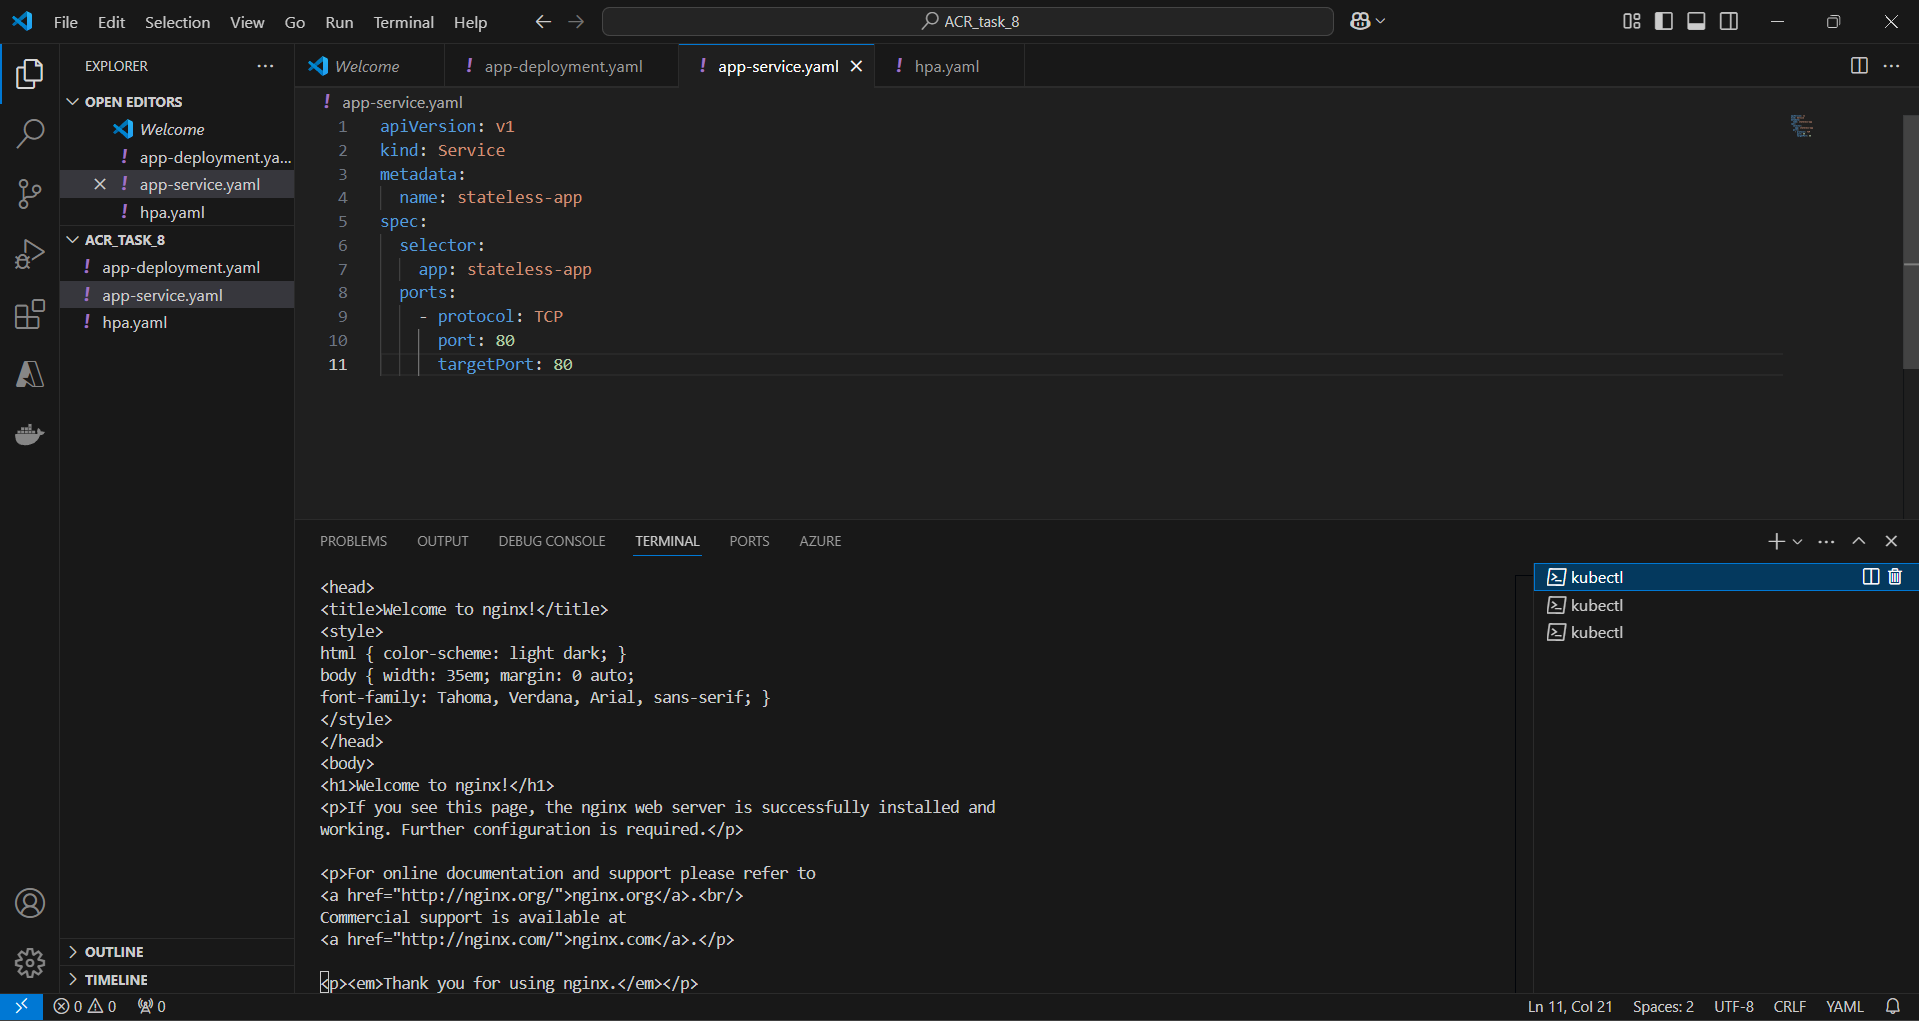 File Edit Selection View Go Run Terminal Help ACR_task_8
EXPLORER
OPEN EDITORS
Welcome
app-deployment.ya...
app-service.yaml
hpa.yaml
ACR_TASK_8
app-deployment.yaml
app-service.yaml
hpa.yaml
OUTLINE
TIMELINE
Welcome ! app-deployment.yaml ! app-service.yaml ! hpa.yaml
! app-service.yaml
1 apiVersion: v1
2 kind: Service
3 metadata:
4 name: stateless-app
5 spec:
6 selector:
7 app: stateless-app
8 ports:
9 - protocol: TCP
10 port: 80
11 targetPort: 80
PROBLEMS OUTPUT DEBUG CONSOLE TERMINAL PORTS AZURE
<head>
<title>Welcome to nginx!</title>
<style>
html { color-scheme: light dark; }
body { width: 35em; margin: 0 auto;
font-family: Tahoma, Verdana, Arial, sans-serif; }
</style>
</head>
<body>
<h1>Welcome to nginx!</h1>
<p>If you see this page, the nginx web server is successfully installed and
working. Further configuration is required.</p>
<p>For online documentation and support please refer to
<a href="http://nginx.org/">nginx.org</a>.<br/>
Commercial support is available at
<a href="http://nginx.com/">nginx.com</a>.</p>
<p><em>Thank you for using nginx.</em></p>
kubectl
kubectl
kubectl
0 0 0 Ln 11, Col 21 Spaces: 2 UTF-8 CRLF YAML